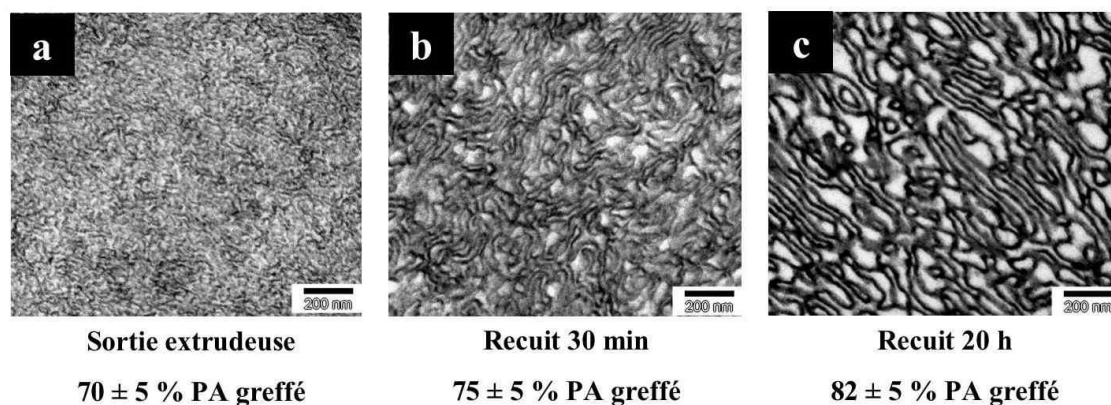 a
b
c
200 nm
200 nm
200 nm
Sortie extrudeuse
Recuit 30 min
Recuit 20 h
70 ± 5 % PA greffé
75 ± 5 % PA greffé
82 ± 5 % PA greffé